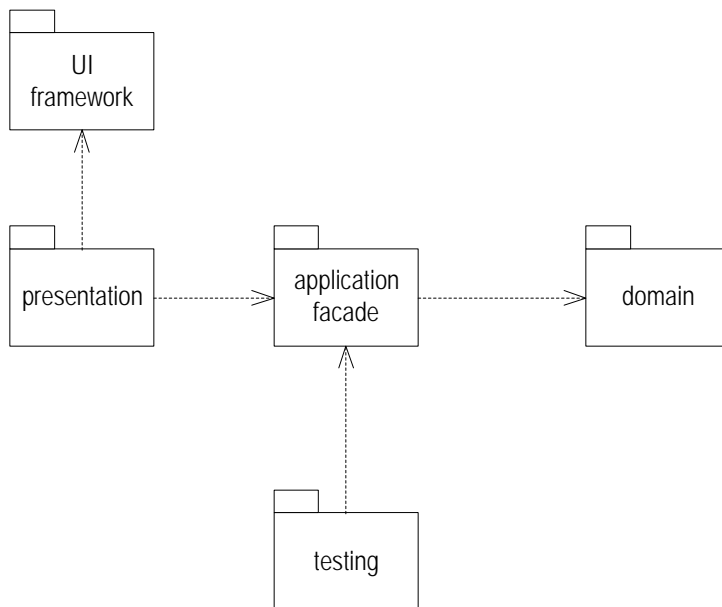 UI
framework
presentation
application
facade
domain
testing